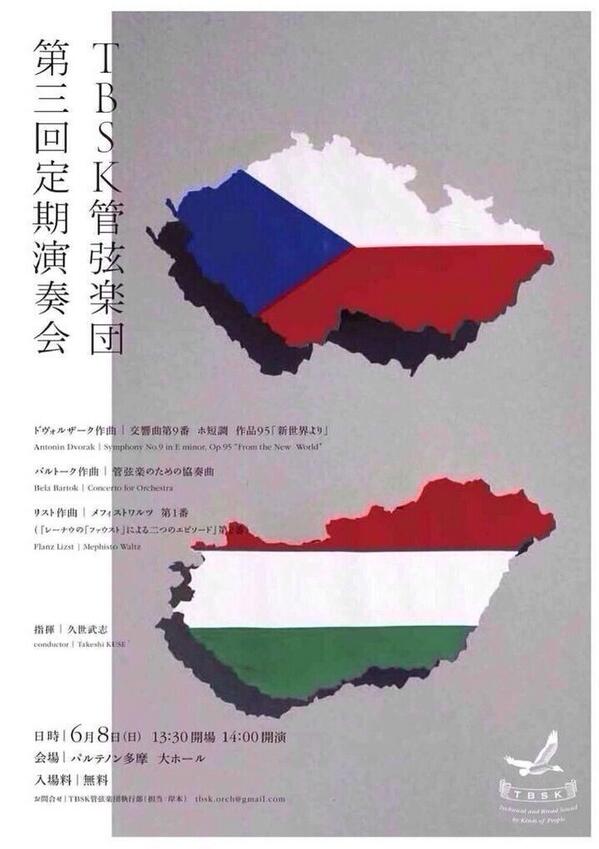 TBSK管弦楽団
第三回定期演奏会
ドヴォルザーク作曲 | 交響曲第9番 ホ短調 作品95「新世界より」
Antonin Dvorak | Symphony No.9 in E minor, Op.95 "From the New World"
バルトーク作曲 | 管弦楽のための協奏曲
Bela Bartok | Concerto for Orchestra
リスト作曲 | メフィストワルツ 第1番
(『レーナウの「ファウスト」による二つのエピソード』第2番)
Flanz Lizst | Mephisto Waltz
指揮 | 久世武志
conductor | Takeshi KUSE
日時 | 6月8日(日) 13:30開場 14:00開演
会場 | パルテノン多摩 大ホール
入場料 | 無料
お問合せ | TBSK管弦楽団執行部(担当:岸本) tbsk.orch@gmail.com
TBSK
Technical and Broad Sound
by Kinds of People